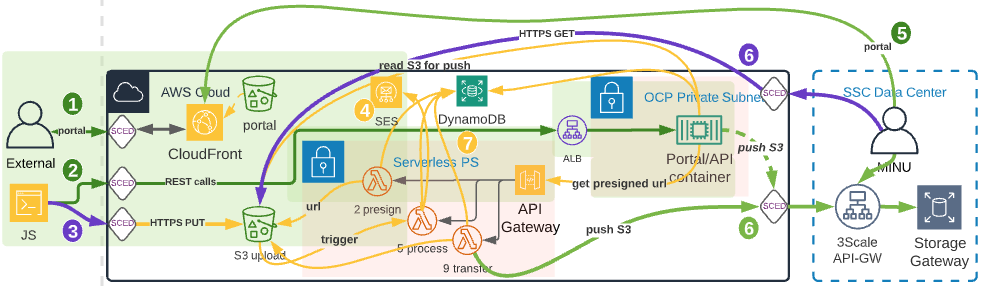 HTTPS GET
5
portal
6
read S3 for push
AWS Cloud
OCP Private Subnet
SSC Data Center
1
SCED
4
SES
DynamoDB
SCED
portal
portal
External
CloudFront
7
ALB
Portal/API
container
push S3
MINU
2
Serverless PS
SCED
REST calls
get presigned url
2 presign
API
Gateway
url
JS
3
SCED
HTTPS PUT
SCED
trigger
push S3
6
S3 upload
5 process
9 transfer
3Scale
API-GW
Storage
Gateway